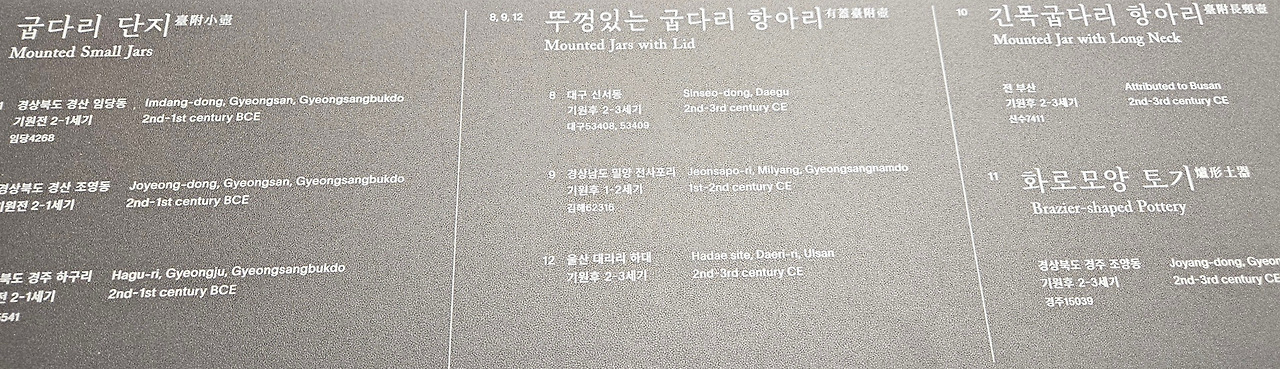 굽다리 단지臺附小壺
Mounted Small Jars
1 경상북도 경산 임당동 Imdang-dong, Gyeongsan, Gyeongsangbukdo
기원전 2-1세기 2nd-1st century BCE
임당4268
경상북도 경산 조영동 Joyeong-dong, Gyeongsan, Gyeongsangbukdo
기원전 2-1세기 2nd-1st century BCE
북도 경주 하구리 Hagu-ri, Gyeongju, Gyeongsangbukdo
전 2-1세기 2nd-1st century BCE
541
8, 9, 12 뚜껑있는 굽다리 항아리有蓋臺附壺
Mounted Jars with Lid
8 대구 신서동 Sinseo-dong, Daegu
기원후 2-3세기 2nd-3rd century CE
대구53408, 53409
9 경상남도 밀양 전사포리 Jeonsapo-ri, Milyang, Gyeongsangnamdo
기원후 1-2세기 1st-2nd century CE
김해62316
12 울산 대라리 하대 Hadae site, Daeri-ri, Ulsan
기원후 2-3세기 2nd-3rd century CE
10 긴목굽다리 항아리臺附長頸壺
Mounted Jar with Long Neck
전 부산 Attributed to Busan
기원후 2-3세기 2nd-3rd century CE
신수7411
11 화로모양 토기爐形土器
Brazier-shaped Pottery
경상북도 경주 조양동 Joyang-dong, Gyeon
기원후 2-3세기 2nd-3rd century CE
경주15039